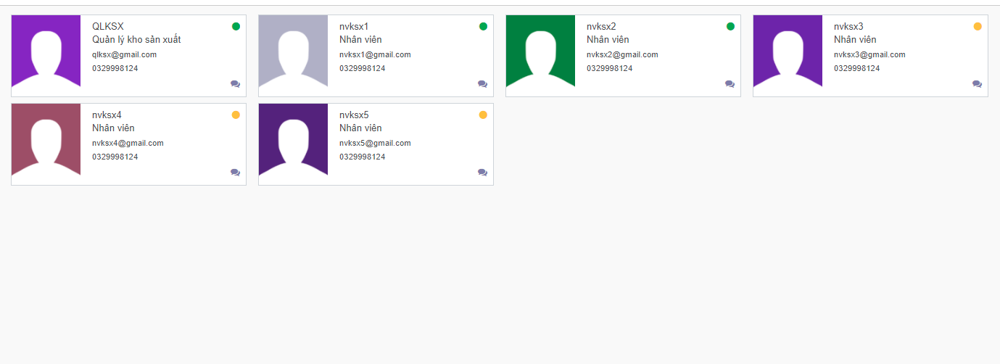 QLKSX
Quản lý kho sản xuất
qlksx@gmail.com
0329998124
nvksx1
Nhân viên
nvksx1@gmail.com
0329998124
nvksx2
Nhân viên
nvksx2@gmail.com
0329998124
nvksx3
Nhân viên
nvksx3@gmail.com
0329998124
nvksx4
Nhân viên
nvksx4@gmail.com
0329998124
nvksx5
Nhân viên
nvksx5@gmail.com
0329998124